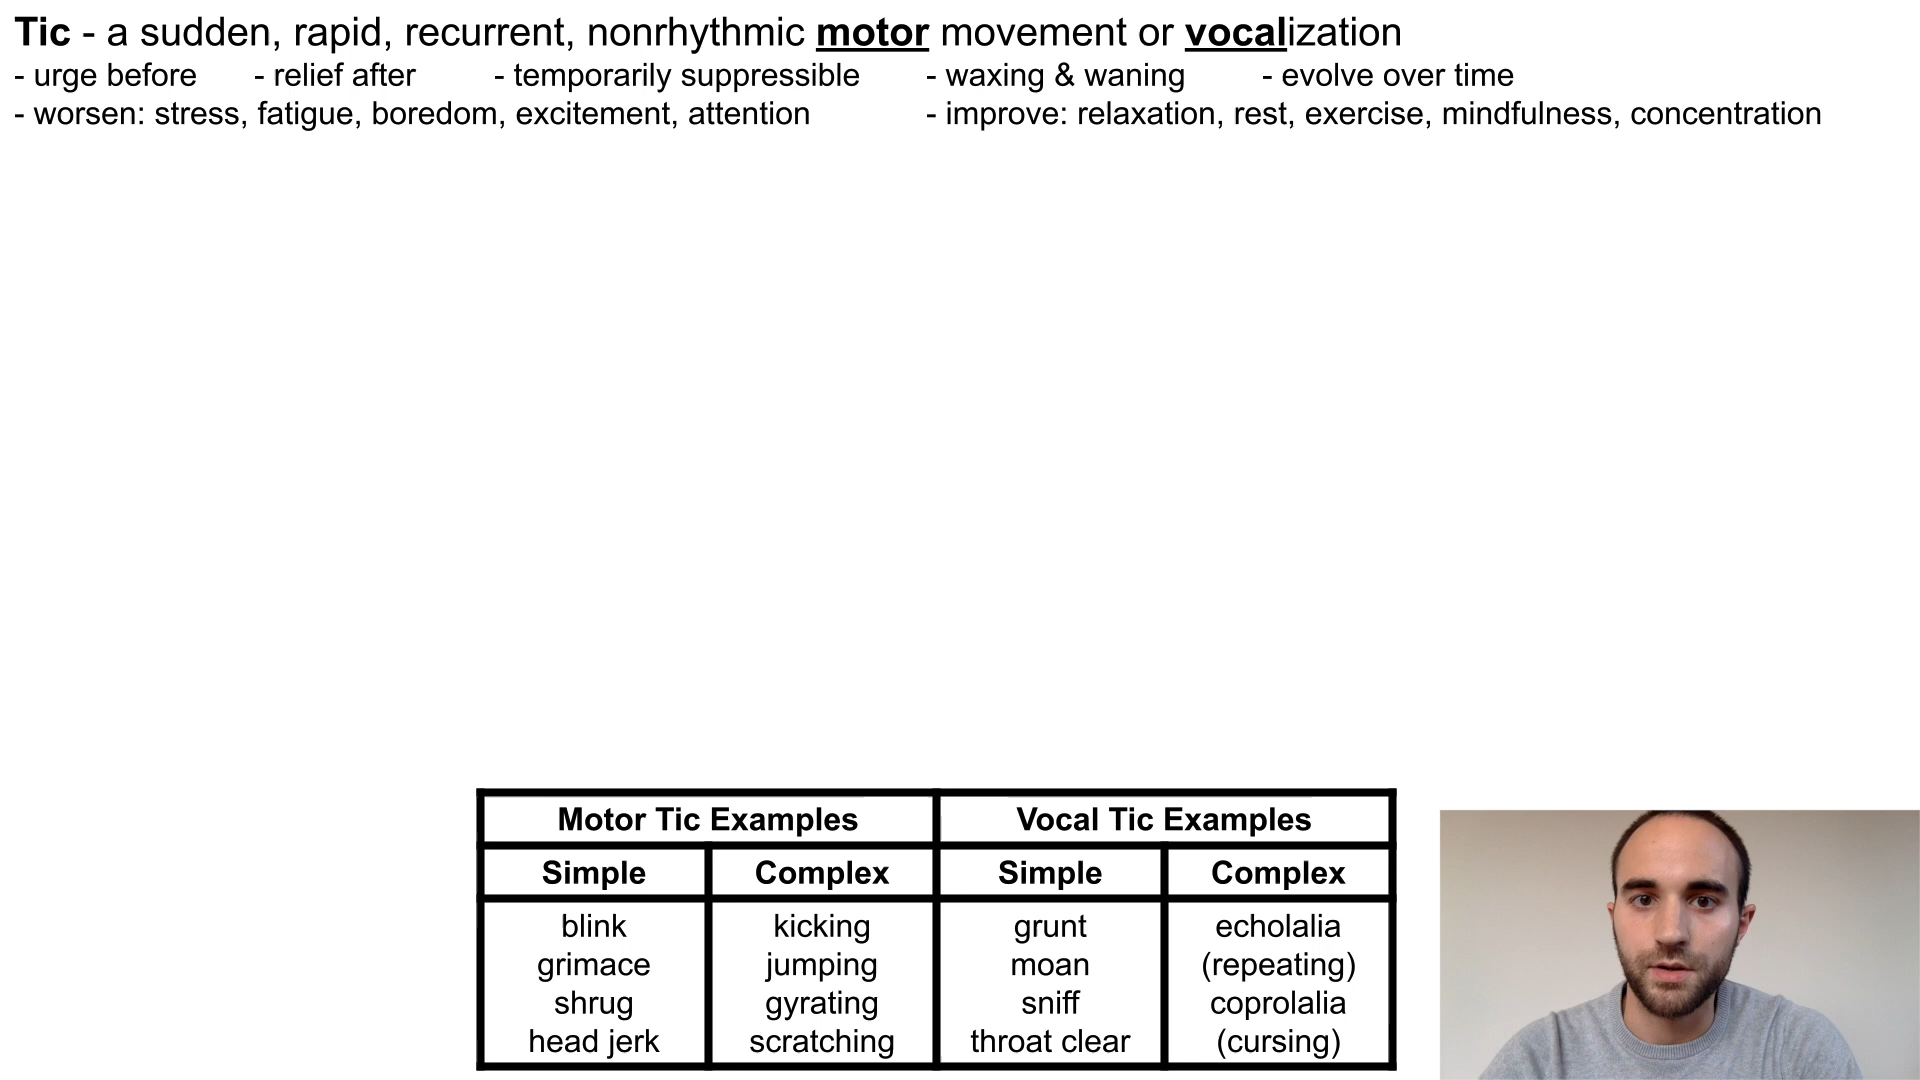 Tic - a sudden, rapid, recurrent, nonrhythmic motor movement or vocalization
- urge before - relief after - temporarily suppressible - waxing & waning - evolve over time
- worsen: stress, fatigue, boredom, excitement, attention - improve: relaxation, rest, exercise, mindfulness, concentration
Motor Tic Examples Vocal Tic Examples
Simple Complex Simple Complex
blink kicking grunt echolalia
grimace jumping moan (repeating)
shrug gyrating sniff coprolalia
head jerk scratching throat clear (cursing)